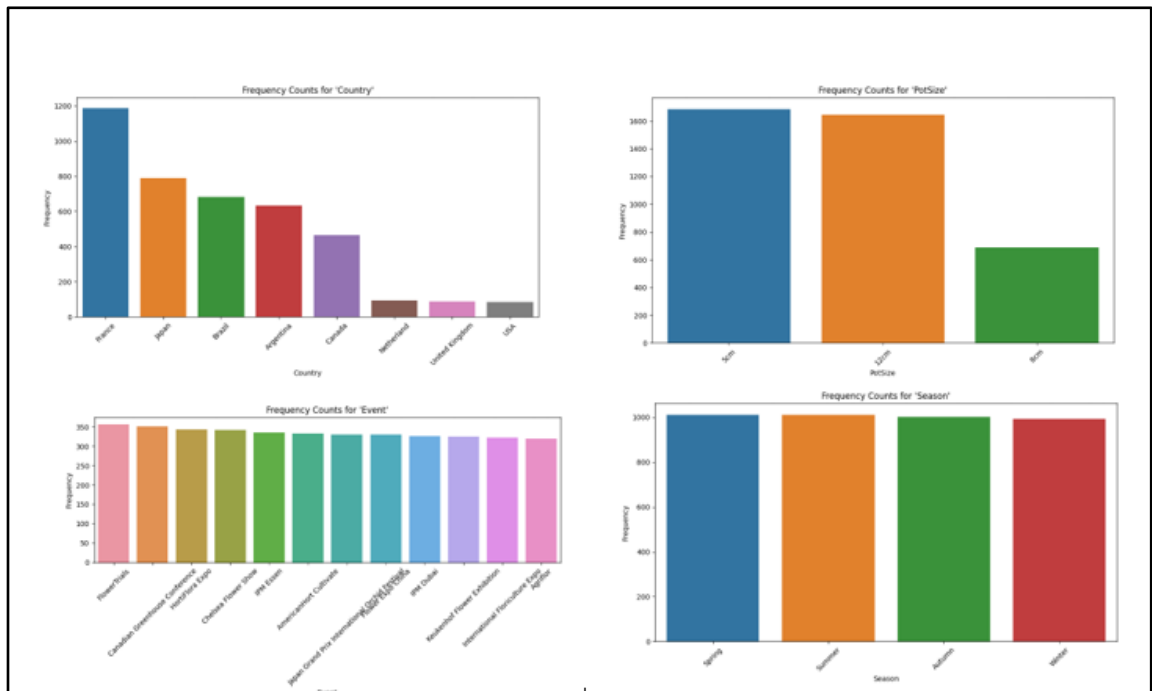 Frequency Counts for 'Country'
1200
1000
800
600
400
200
0
Frequency
France
Japan
Brazil
Argentina
Canada
Netherland
United Kingdom
USA
Country
Frequency Counts for 'PotSize'
1600
1400
1200
1000
800
600
400
200
0
Frequency
5cm
12cm
8cm
PotSize
Frequency Counts for 'Event'
350
300
250
200
150
100
50
0
Frequency
FlowerTrials
Canadian Greenhouse Conference
HortiFlora Expo
Chelsea Flower Show
IPM Essen
AmericanHort Cultivate
Japan Grand Prix International Orchid Festival
Flower Expo China
IPM Dubai
Keukenhof Flower Exhibition
International Floriculture Expo
Agriflor
Frequency Counts for 'Season'
1000
800
600
400
200
0
Frequency
Spring
Summer
Autumn
Winter
Season